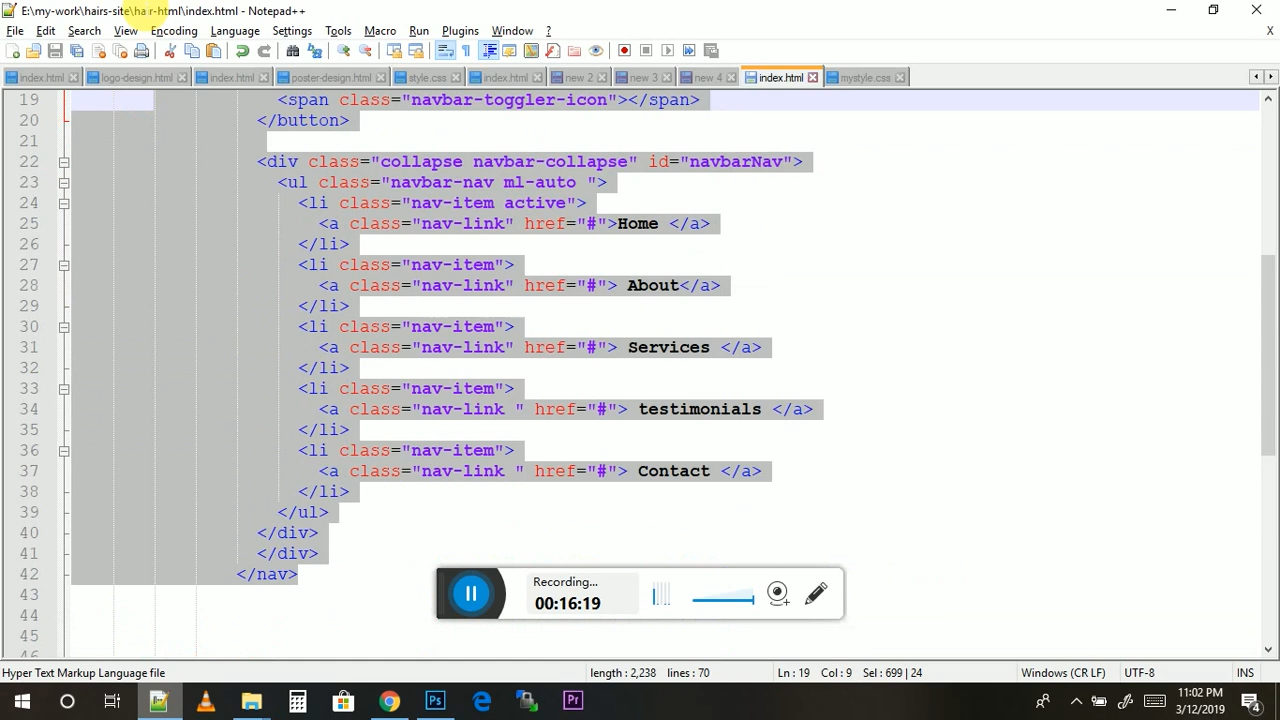 E:\my-work\hairs-site\hair-html\index.html - Notepad++
File Edit Search View Encoding Language Settings Tools Macro Run Plugins Window ? X
index.html logo-design.html index.html poster-design.html style.css index.html new 2 new 3 new 4 index.html mystyle.css
19 <span class="navbar-toggler-icon"></span>
20 </button>
21
22 <div class="collapse navbar-collapse" id="navbarNav">
23 <ul class="navbar-nav ml-auto ">
24 <li class="nav-item active">
25 <a class="nav-link" href="#">Home </a>
26 </li>
27 <li class="nav-item">
28 <a class="nav-link" href="#"> About</a>
29 </li>
30 <li class="nav-item">
31 <a class="nav-link" href="#"> Services </a>
32 </li>
33 <li class="nav-item">
34 <a class="nav-link " href="#"> testimonials </a>
35 </li>
36 <li class="nav-item">
37 <a class="nav-link " href="#"> Contact </a>
38 </li>
39 </ul>
40 </div>
41 </div>
42 </nav>
43
44
45
46
Recording...
00:16:19
Hyper Text Markup Language file length : 2,238 lines : 70 Ln : 19 Col : 9 Sel : 699 | 24 Windows (CR LF) UTF-8 INS
Ps Pr
11:02 PM
3/12/2019
4